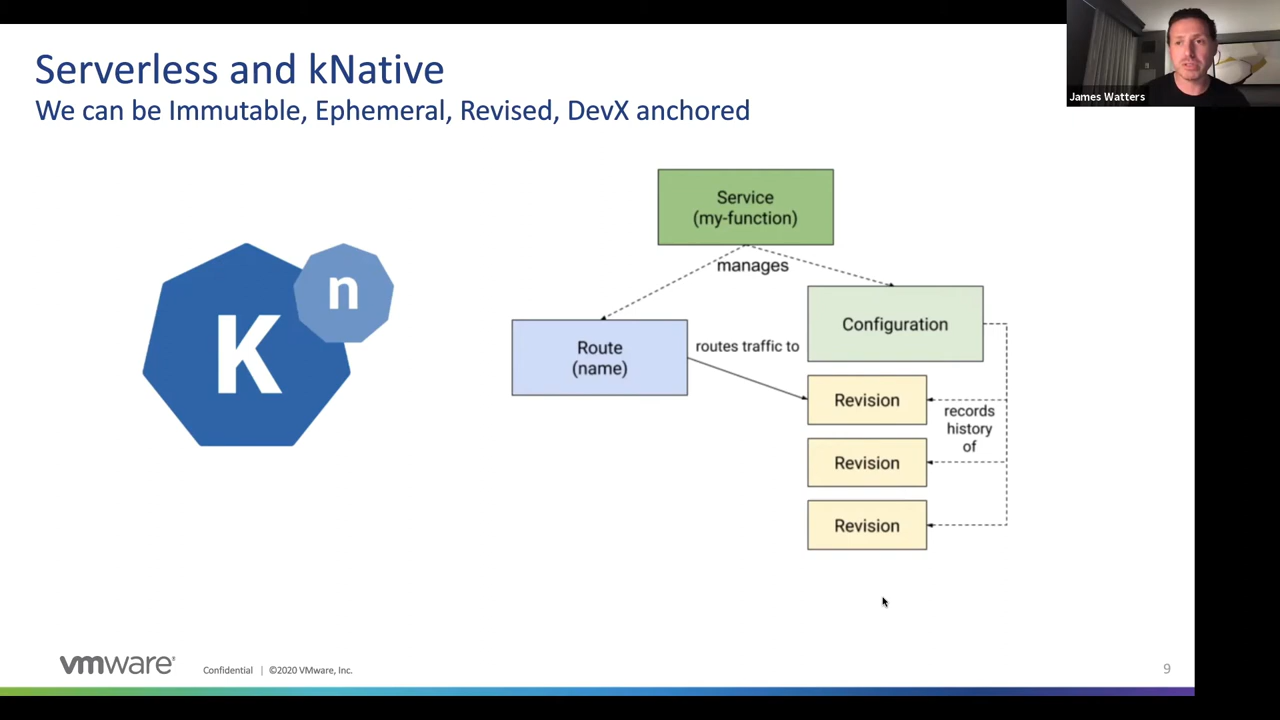 Serverless and kNative
We can be Immutable, Ephemeral, Revised, DevX anchored
James Watters
K
n
Service
(my-function)
manages
Route
(name)
routes traffic to
Configuration
Revision
records
history
of
Revision
Revision
vmware®
Confidential | ©2020 VMware, Inc.
9